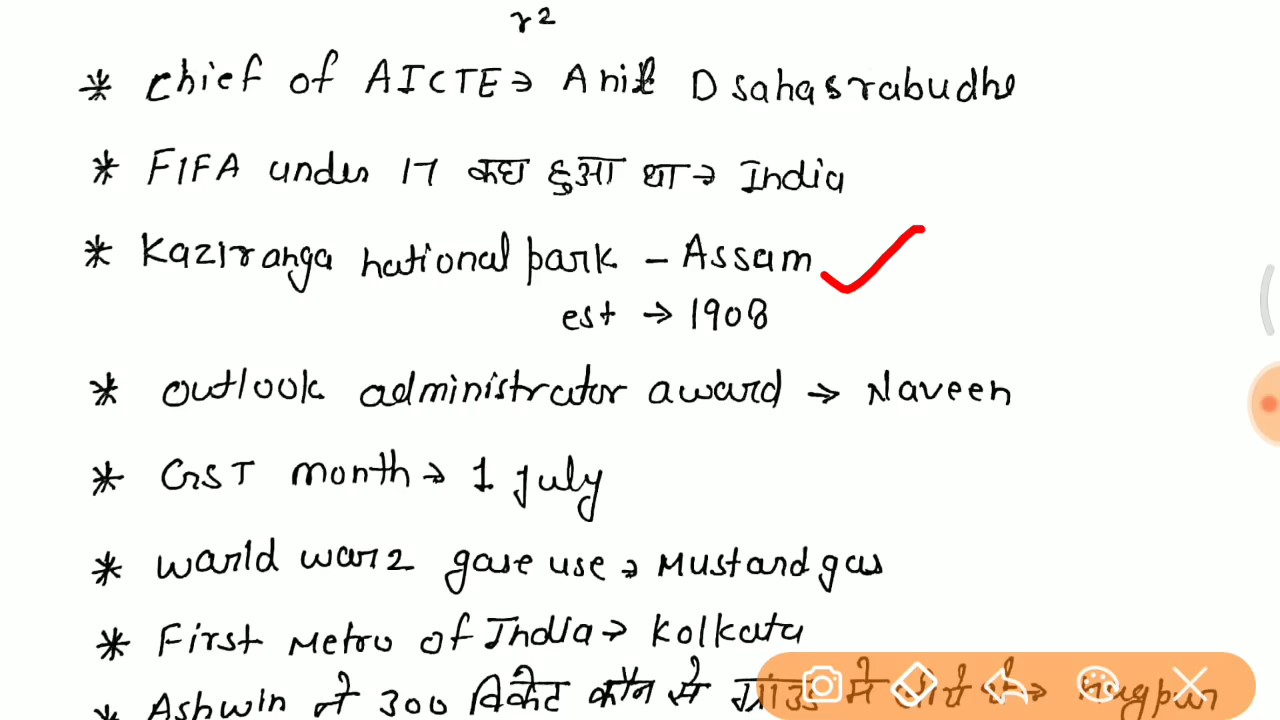 r2
* Chief of AICTE → Anil D Sahasrabudhe
* FIFA under 17 कहा हुआ था → India
* Kaziranga national park - Assam
est → 1908
* outlook administrator award → Naveen
* GST month → 1 july
* warld war 2 gase use → Mustard gas
* First Metro of India → Kolkata
* Ashwin ने 300 विकेट कौन से ग्राउंड में